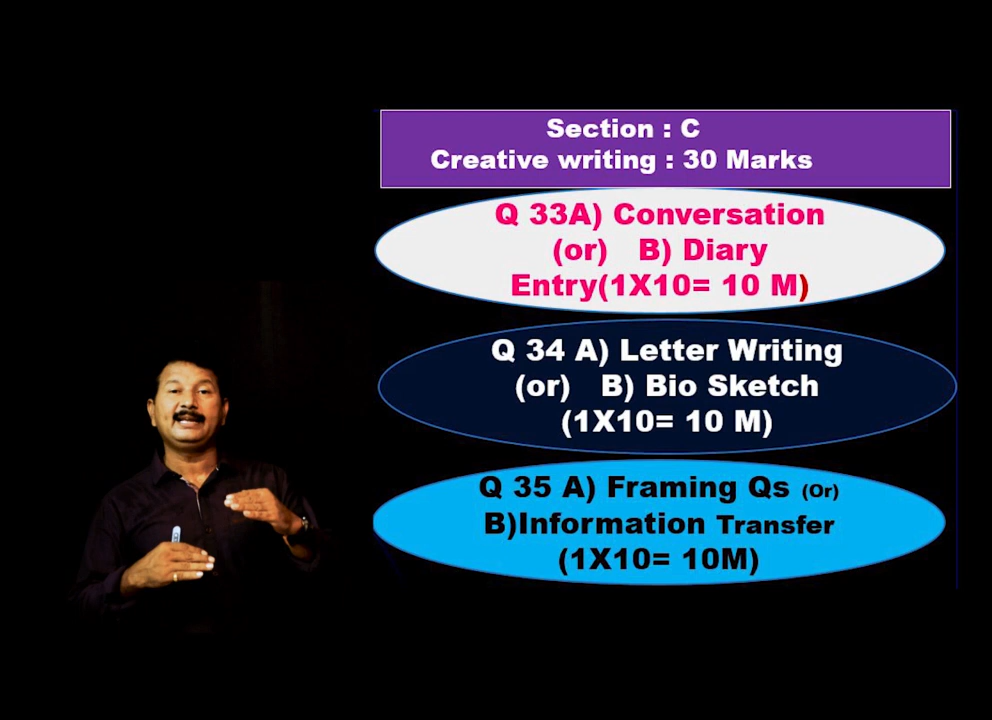 Section : C
Creative writing : 30 Marks
Q 33A) Conversation
(or) B) Diary
Entry(1X10= 10 M)
Q 34 A) Letter Writing
(or) B) Bio Sketch
(1X10= 10 M)
Q 35 A) Framing Qs (Or)
B)Information Transfer
(1X10= 10M)